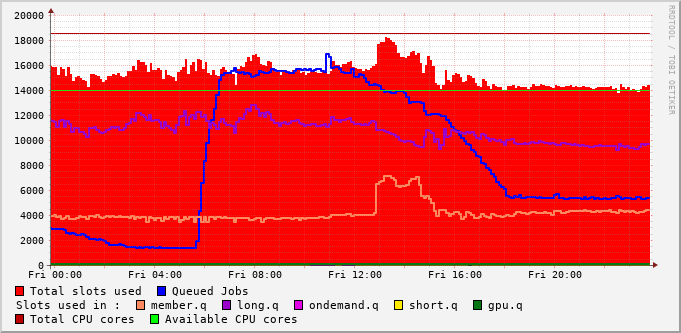 20000
18000
16000
14000
12000
10000
8000
6000
4000
2000
0
Fri 00:00 Fri 04:00 Fri 08:00 Fri 12:00 Fri 16:00 Fri 20:00
RRDTOOL / TOBI OETIKER
Total slots used Queued Jobs
Slots used in : member.q long.q ondemand.q short.q gpu.q
Total CPU cores Available CPU cores